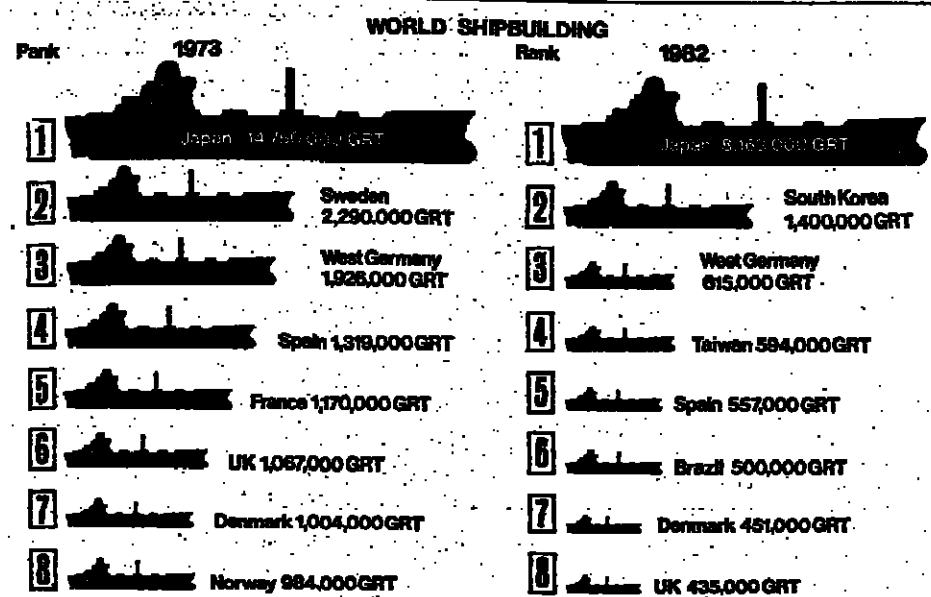 WORLD SHIPBUILDING
Rank 1973
1 Japan GRT
2 Sweden
2,290,000 GRT
3 West Germany
1,926,000 GRT
4 Spain 1,319,000 GRT
5 France 1,170,000 GRT
6 UK 1,067,000 GRT
7 Denmark 1,004,000 GRT
8 Norway 984,000 GRT
Rank 1982
1 Japan GRT
2 South Korea
1,400,000 GRT
3 West Germany
615,000 GRT
4 Taiwan 594,000 GRT
5 Spain 557,000 GRT
6 Brazil 500,000 GRT
7 Denmark 451,000 GRT
8 UK 435,000 GRT